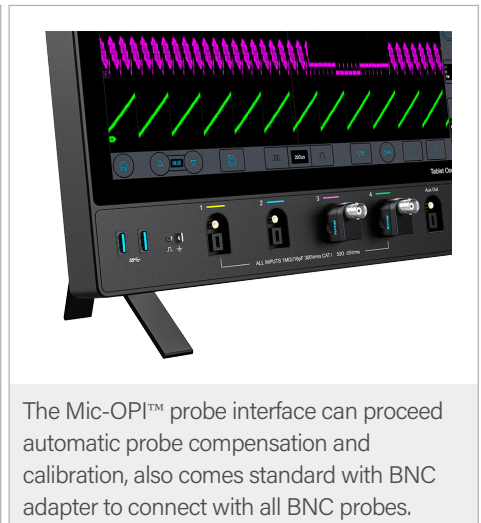 200us
Tablet Osc
1
2
3
4
Aux Out
ALL INPUTS 1MΩ/16pF 300Vrms CAT I 50Ω ≤5Vrms
The Mic-OPI™ probe interface can proceed
automatic probe compensation and
calibration, also comes standard with BNC
adapter to connect with all BNC probes.